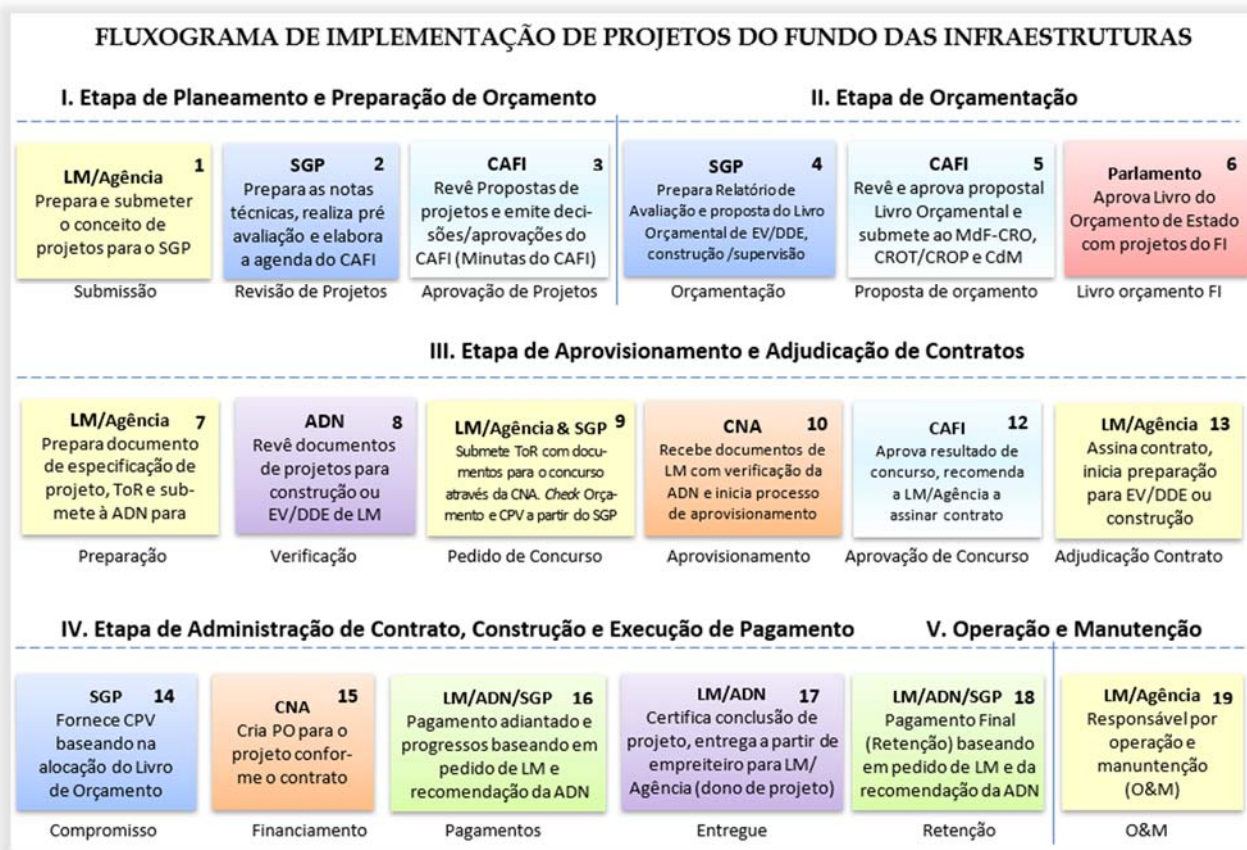 FLUXOGRAMA DE IMPLEMENTAÇÃO DE PROJETOS DO FUNDO DAS INFRAESTRUTURAS
I. Etapa de Planeamento e Preparação de Orçamento
II. Etapa de Orçamentação
LM/Agência 1
Prepara e submeter
o conceito de
projetos para o SGP
Submissão
SGP 2
Prepara as notas
técnicas, realiza pré
avaliação e elabora
a agenda do CAFI
Revisão de Projetos
CAFI 3
Revê Propostas de
projetos e emite deci-
sões/aprovações do
CAFI (Minutas do CAFI)
Aprovação de Projetos
SGP 4
Prepara Relatório de
Avaliação e proposta do Livro
Orçamental de EV/DDE,
construção /supervisão
Orçamentação
CAFI 5
Revê e aprova propostal
Livro Orçamental e
submete ao MdF-CRO,
CROT/CROP e CdM
Proposta de orçamento
Parlamento 6
Aprova Livro do
Orçamento de Estado
com projetos do FI
Livro orçamento FI
III. Etapa de Aprovisionamento e Adjudicação de Contratos
LM/Agência 7
Prepara documento
de especificação de
projeto, ToR e sub-
mete à ADN para
Preparação
ADN 8
Revê documentos
de projetos para
construção ou
EV/DDE de LM
Verificação
LM/Agência & SGP 9
Submete ToR com docu-
mentos para o concurso
através da CNA. Check Orça-
mento e CPV a partir do SGP
Pedido de Concurso
CNA 10
Recebe documentos de
LM com verificação da
ADN e inicia processo
de aprovisionamento
Aprovisionamento
CAFI 12
Aprova resultado de
concurso, recomenda
a LM/Agência a
assinar contrato
Aprovação de Concurso
LM/Agência 13
Assina contrato,
inicia preparação
para EV/DDE ou
construção
Adjudicação Contrato
IV. Etapa de Administração de Contrato, Construção e Execução de Pagamento
V. Operação e Manutenção
SGP 14
Fornece CPV
baseando na
alocação do Livro
de Orçamento
Compromisso
CNA 15
Cria PO para o
projeto confor-
me o contrato
Financiamento
LM/ADN/SGP 16
Pagamento adiantado e
progressos baseando em
pedido de LM e
recomendação da ADN
Pagamentos
LM/ADN 17
Certifica conclusão de
projeto, entrega a partir de
empreiteiro para LM/
Agência (dono de projeto)
Entregue
LM/ADN/SGP 18
Pagamento Final
(Retenção) baseando
em pedido de LM e da
recomendação da ADN
Retenção
LM/Agência 19
Responsável por
operação e
manuntenção
(O&M)
O&M